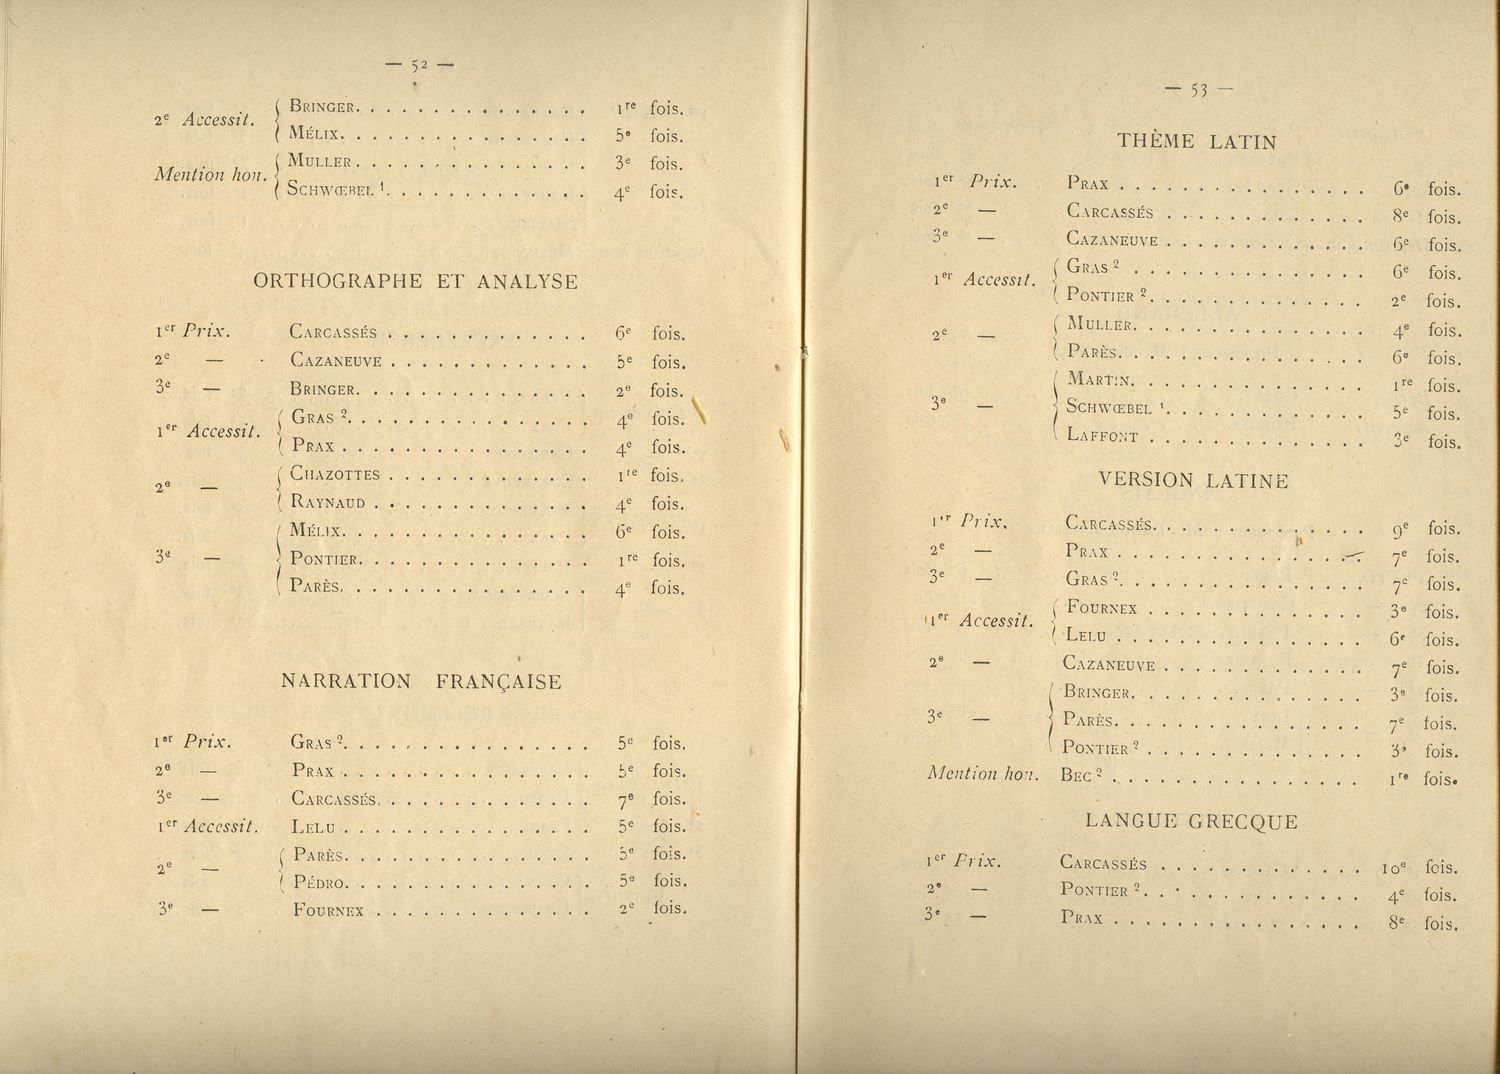 — 52 —
2e Accessit. { Bringer. . . . . . . . . . . . . . . . 1re fois.
Mélix. . . . . . . . . . . . . . . . . 5e fois.
Mention hon. { Muller . . . . . . . . . . . . . . . . 3e fois.
Schwœbel 1. . . . . . . . . . . . . . 4e fois.
ORTHOGRAPHE ET ANALYSE
1er Prix. Carcassés . . . . . . . . . . . . . 6e fois.
2e — Cazaneuve . . . . . . . . . . . . . 5e fois.
3e — Bringer. . . . . . . . . . . . . . . . 2e fois.
1er Accessit. { Gras 2. . . . . . . . . . . . . . . . 4e fois.
Prax . . . . . . . . . . . . . . . . 4e fois.
2e — { Chazottes . . . . . . . . . . . . . 1re fois.
Raynaud . . . . . . . . . . . . . . 4e fois.
3e — { Mélix. . . . . . . . . . . . . . . . . 6e fois.
Pontier. . . . . . . . . . . . . . . . 1re fois.
Parès. . . . . . . . . . . . . . . . 4e fois.
NARRATION FRANÇAISE
1er Prix. Gras 2. . . . . . . . . . . . . . . . 5e fois.
2e — Prax . . . . . . . . . . . . . . . . 5e fois.
3e — Carcassés. . . . . . . . . . . . . . 7e fois.
1er Accessit. Lelu . . . . . . . . . . . . . . . . 5e fois.
2e — { Parès. . . . . . . . . . . . . . . . 5e fois.
Pédro. . . . . . . . . . . . . . . . 5e fois.
3e — Fournex . . . . . . . . . . . . . . 2e fois.
— 53 —
THÈME LATIN
1er Prix. Prax . . . . . . . . . . . . . . . . 6e fois.
2e — Carcassés . . . . . . . . . . . . . 8e fois.
3e — Cazaneuve . . . . . . . . . . . . . 6e fois.
1er Accessit. { Gras 2 . . . . . . . . . . . . . . . 6e fois.
Pontier 2. . . . . . . . . . . . . . 2e fois.
2e — { Muller. . . . . . . . . . . . . . . . 4e fois.
Parès. . . . . . . . . . . . . . . . 6e fois.
3e — { Martin. . . . . . . . . . . . . . . . 1re fois.
Schwœbel 1. . . . . . . . . . . . . . 5e fois.
Laffont . . . . . . . . . . . . . . 3e fois.
VERSION LATINE
1er Prix. Carcassés. . . . . . . . . . . . . . 9e fois.
2e — Prax . . . . . . . . . . . . . . . . 7e fois.
3e — Gras 2. . . . . . . . . . . . . . . . 7e fois.
1er Accessit. { Fournex . . . . . . . . . . . . . . 3e fois.
Lelu . . . . . . . . . . . . . . . . 6e fois.
2e — Cazaneuve . . . . . . . . . . . . . 7e fois.
3e — { Bringer. . . . . . . . . . . . . . . . 3e fois.
Parès. . . . . . . . . . . . . . . . 7e fois.
Pontier 2 . . . . . . . . . . . . . . 3e fois.
Mention hon. Bec 2 . . . . . . . . . . . . . . . . 1re fois.
LANGUE GRECQUE
1er Prix. Carcassés . . . . . . . . . . . . . 10e fois.
2e — Pontier 2. . . . . . . . . . . . . . 4e fois.
3e — Prax . . . . . . . . . . . . . . . . 8e fois.